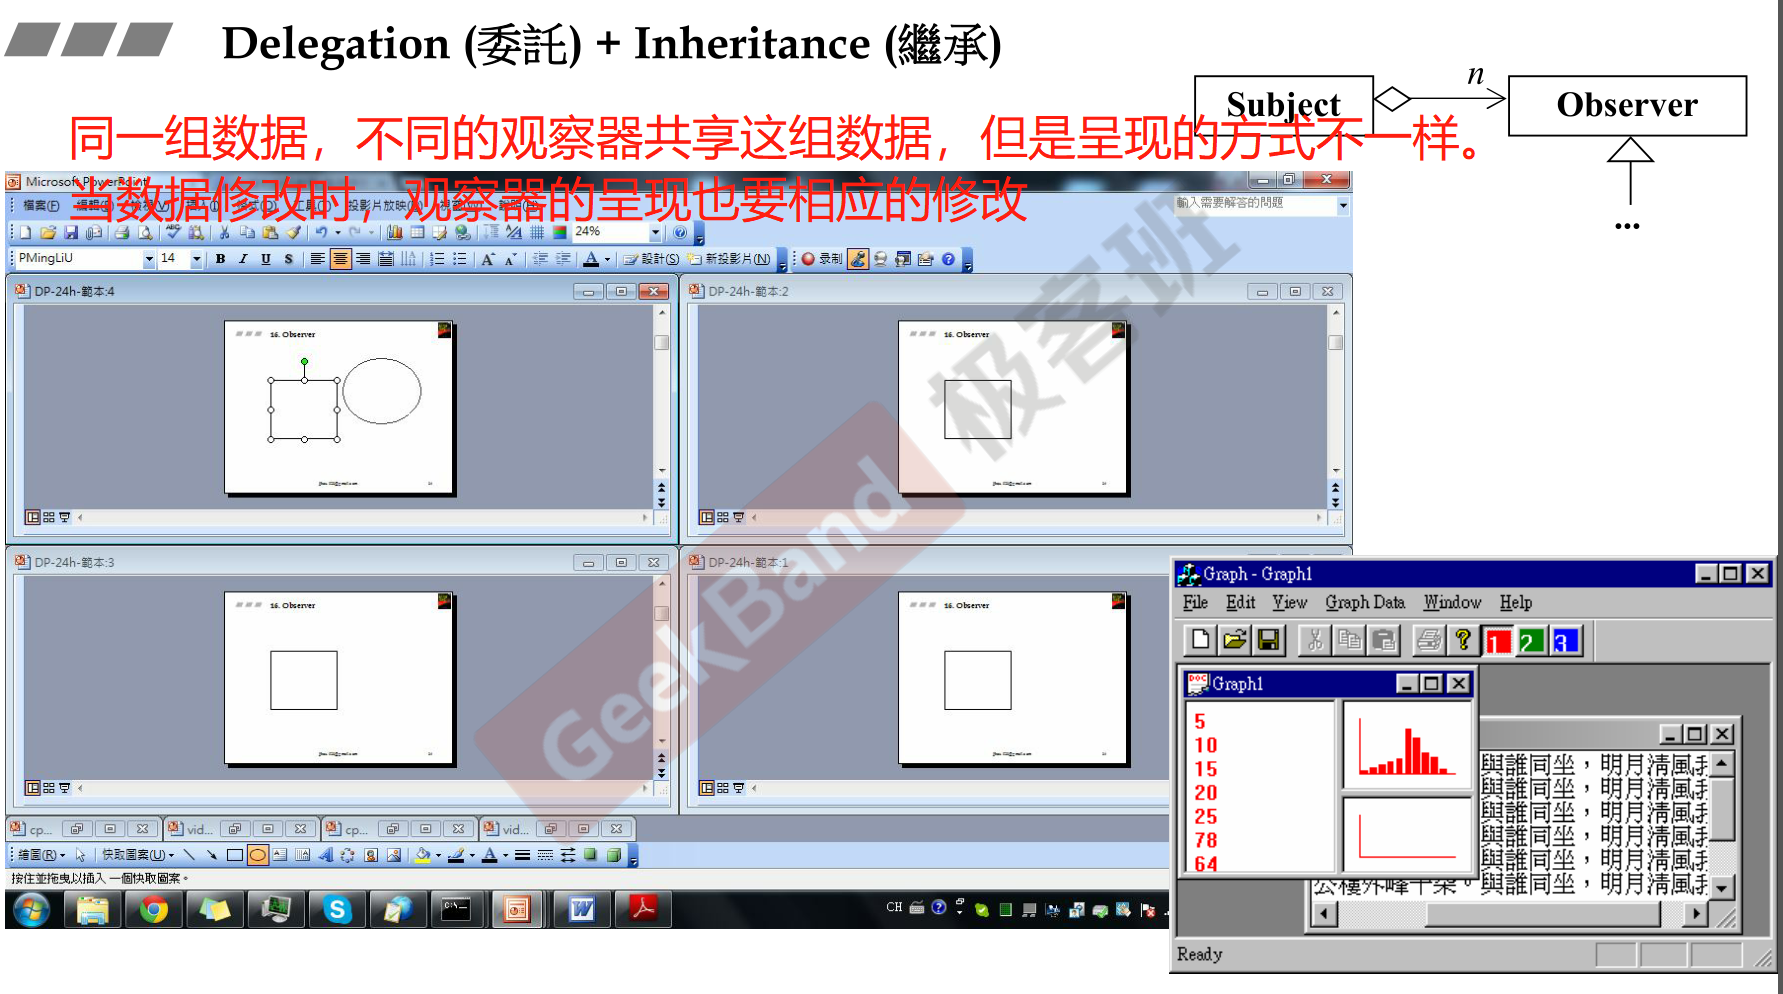 Delegation (委託) + Inheritance (繼承)
n
Subject
Observer
...
同一组数据，不同的观察器共享这组数据，但是呈现的方式不一样。
当数据修改时，观察器的呈现也要相应的修改
Microsoft PowerPoint
輸入需要解答的問題
24%
PMingLiU
14
B I U S
設計(S)
新投影片(N)
录制
DP-24h-範本:4
DP-24h-範本:2
16. Observer
16. Observer
DP-24h-範本:3
DP-24h-範本:1
16. Observer
16. Observer
GeekBand
极客班
cp...
vid...
cp...
vid...
繪圖(R)
快取圖案(U)
按住並拖曳以插入一個快取圖案。
CH
Graph - Graph1
File Edit View Graph Data Window Help
1 2 3
Graph1
5
10
15
20
25
78
64
與誰同坐，明月清風我
與誰同坐，明月清風我
與誰同坐，明月清風我
與誰同坐，明月清風我
與誰同坐，明月清風我
與誰同坐，明月清風我
Ready